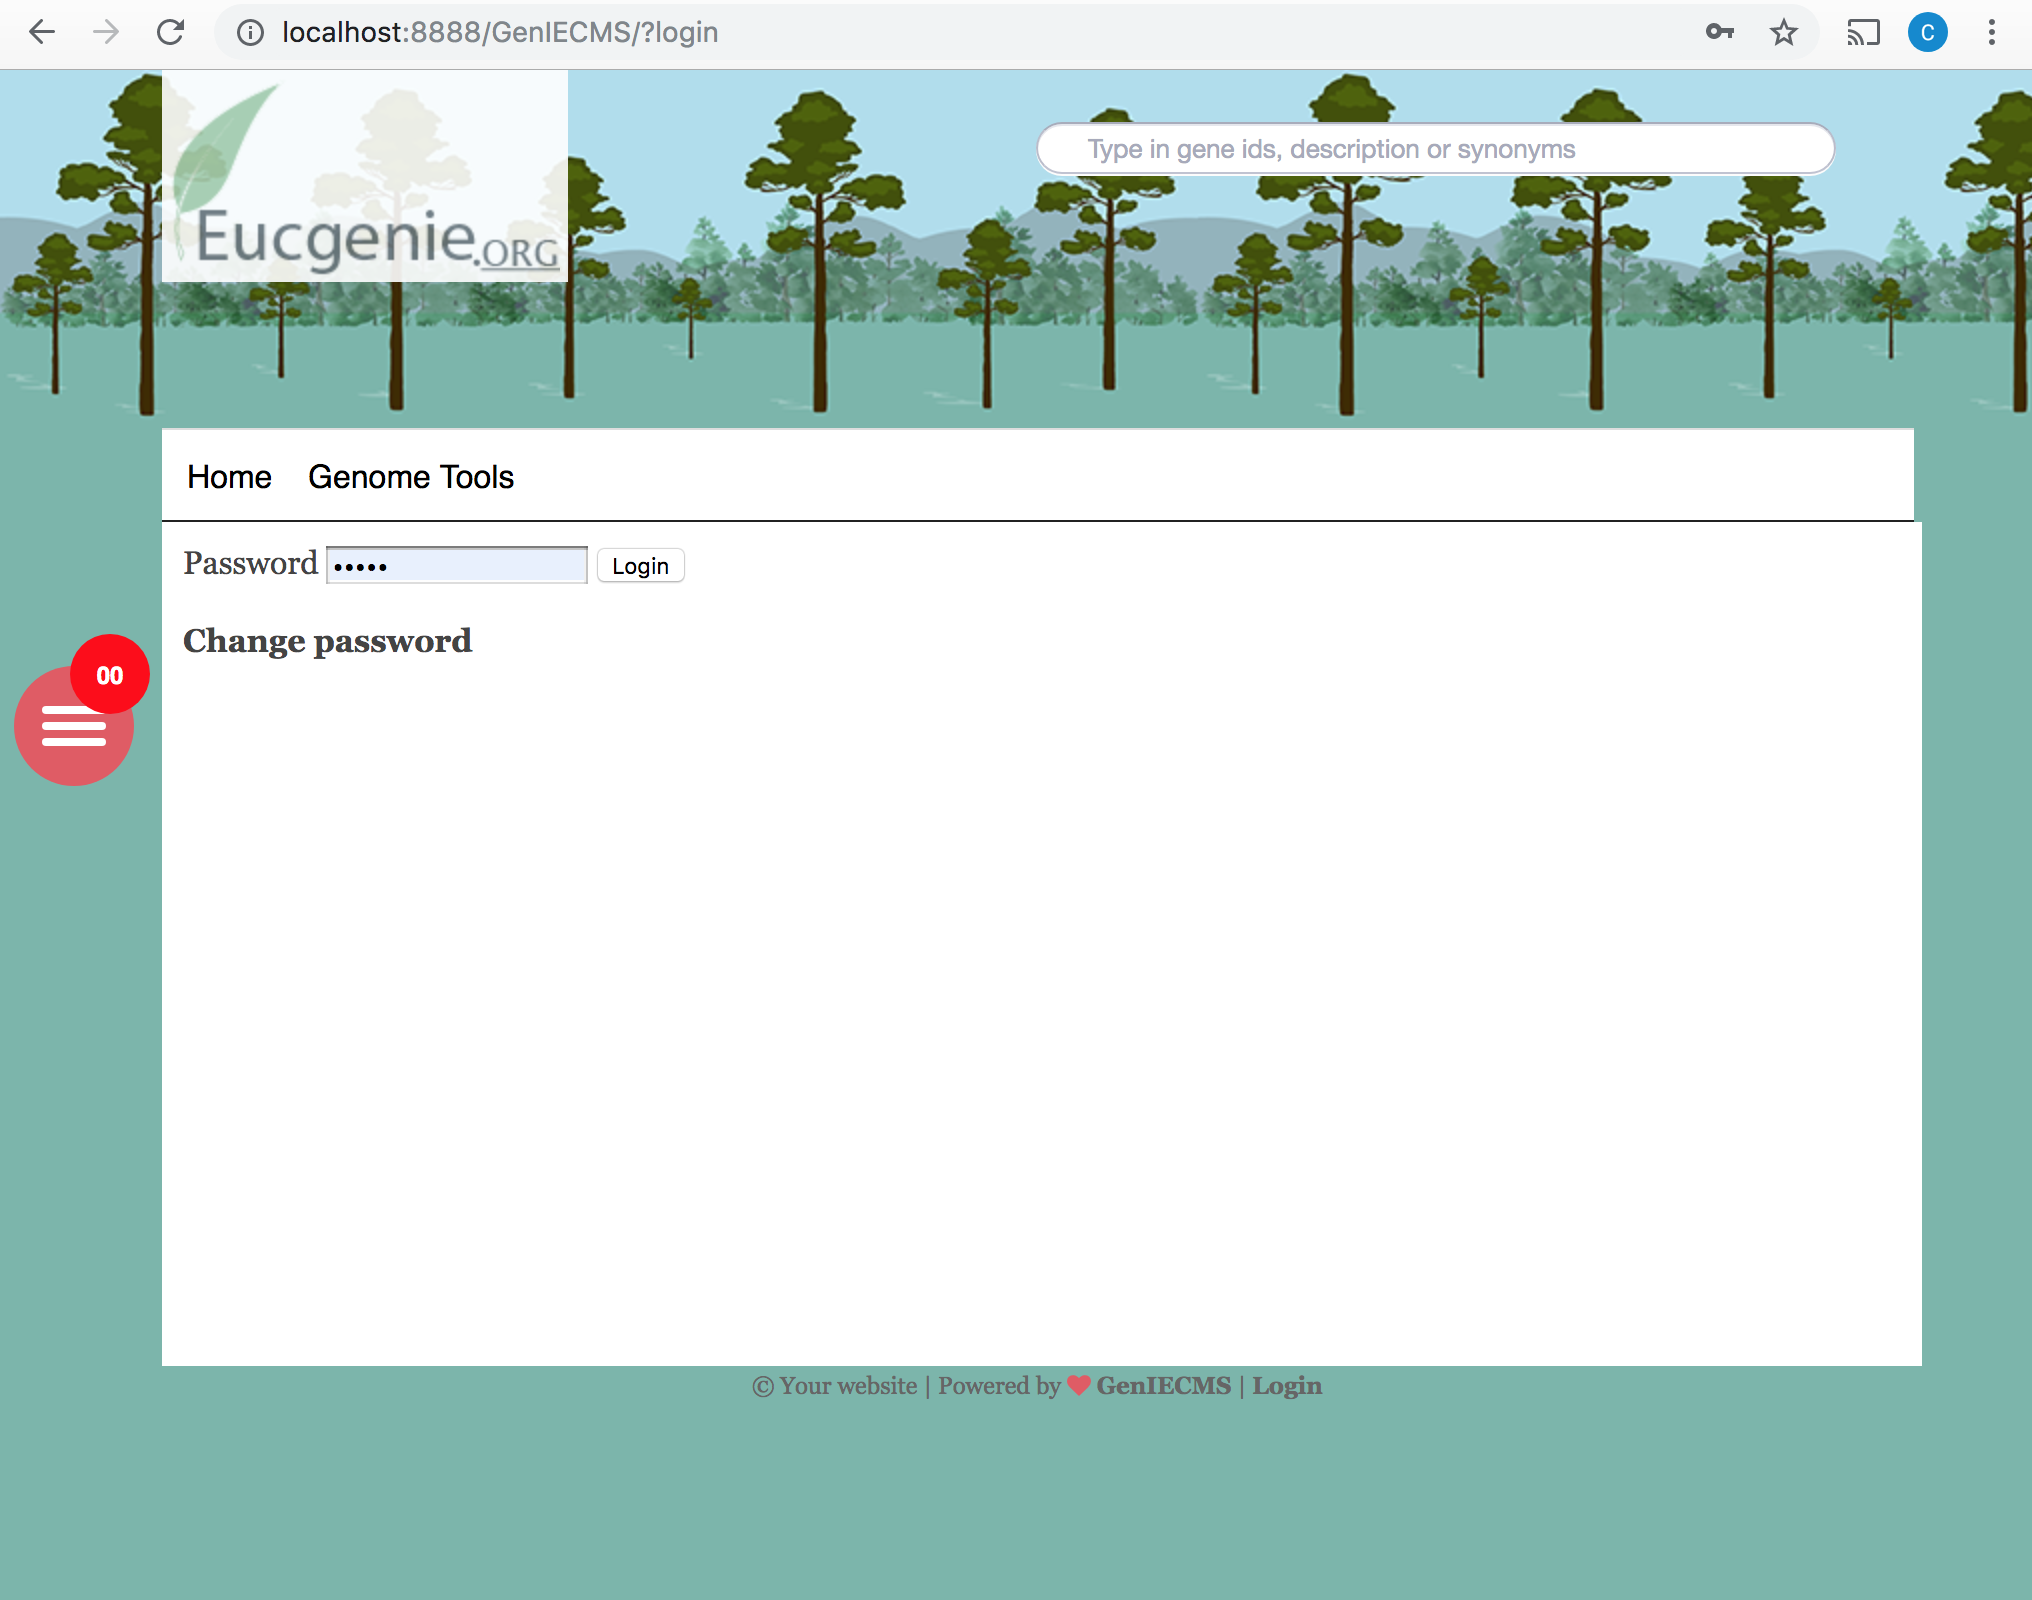 localhost:8888/GenIECMS/?login
C
Type in gene ids, description or synonyms
Eucgenie.ORG
Home Genome Tools
Password ••••• Login
Change password
00
© Your website | Powered by ❤ GenIECMS | Login